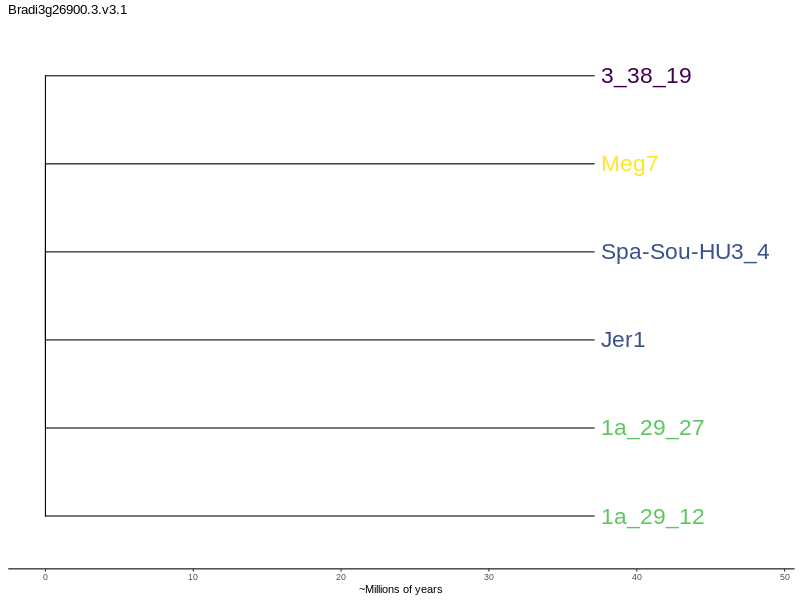 Bradi3g26900.3.v3.1
3_38_19
Meg7
Spa-Sou-HU3_4
Jer1
1a_29_27
1a_29_12
0 10 20 30 40 50
~Millions of years